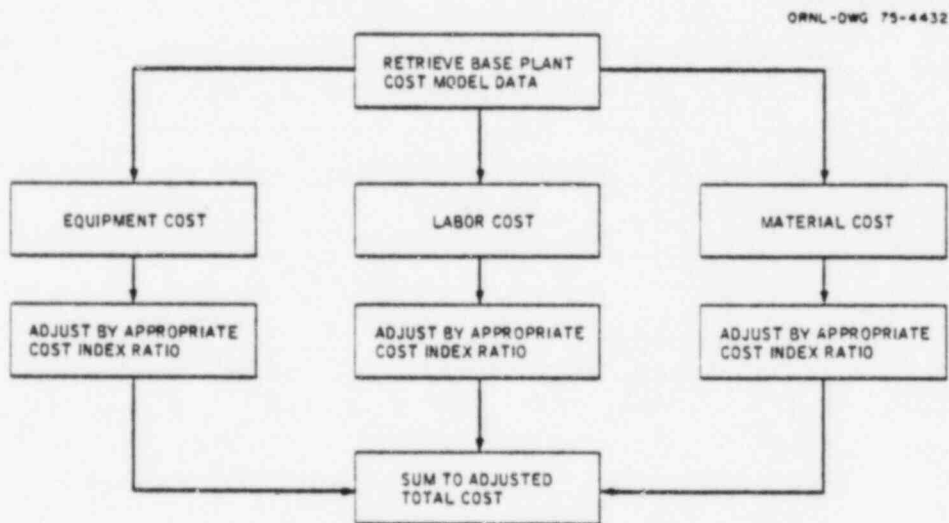 ORNL-DWG 75-4432
RETRIEVE BASE PLANT
COST MODEL DATA
EQUIPMENT COST
LABOR COST
MATERIAL COST
ADJUST BY APPROPRIATE
COST INDEX RATIO
ADJUST BY APPROPRIATE
COST INDEX RATIO
ADJUST BY APPROPRIATE
COST INDEX RATIO
SUM TO ADJUSTED
TOTAL COST